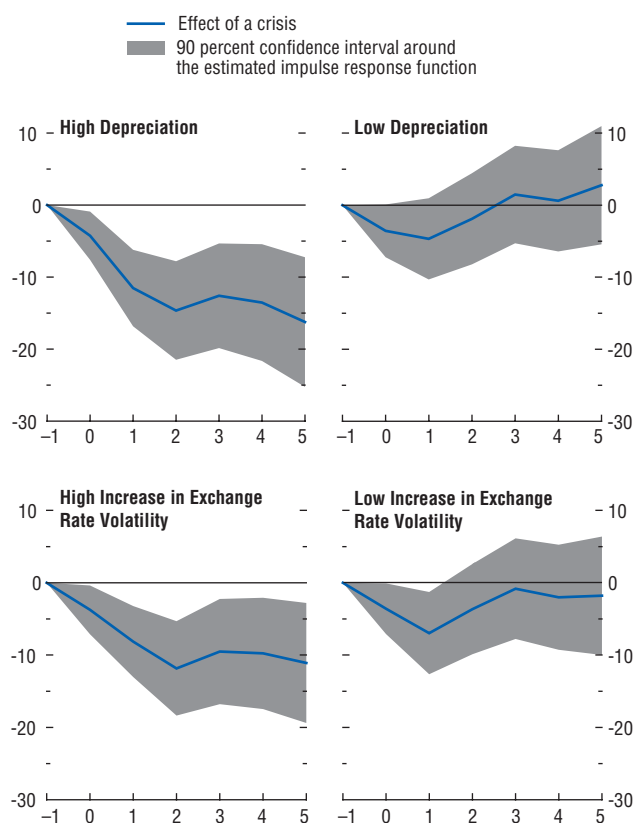 Effect of a crisis
90 percent confidence interval around
the estimated impulse response function
High Depreciation
10
0
-10
-20
-30
–1 0 1 2 3 4 5
Low Depreciation
10
0
-10
-20
-30
–1 0 1 2 3 4 5
High Increase in Exchange
Rate Volatility
10
0
-10
-20
-30
–1 0 1 2 3 4 5
Low Increase in Exchange
Rate Volatility
10
0
-10
-20
-30
–1 0 1 2 3 4 5